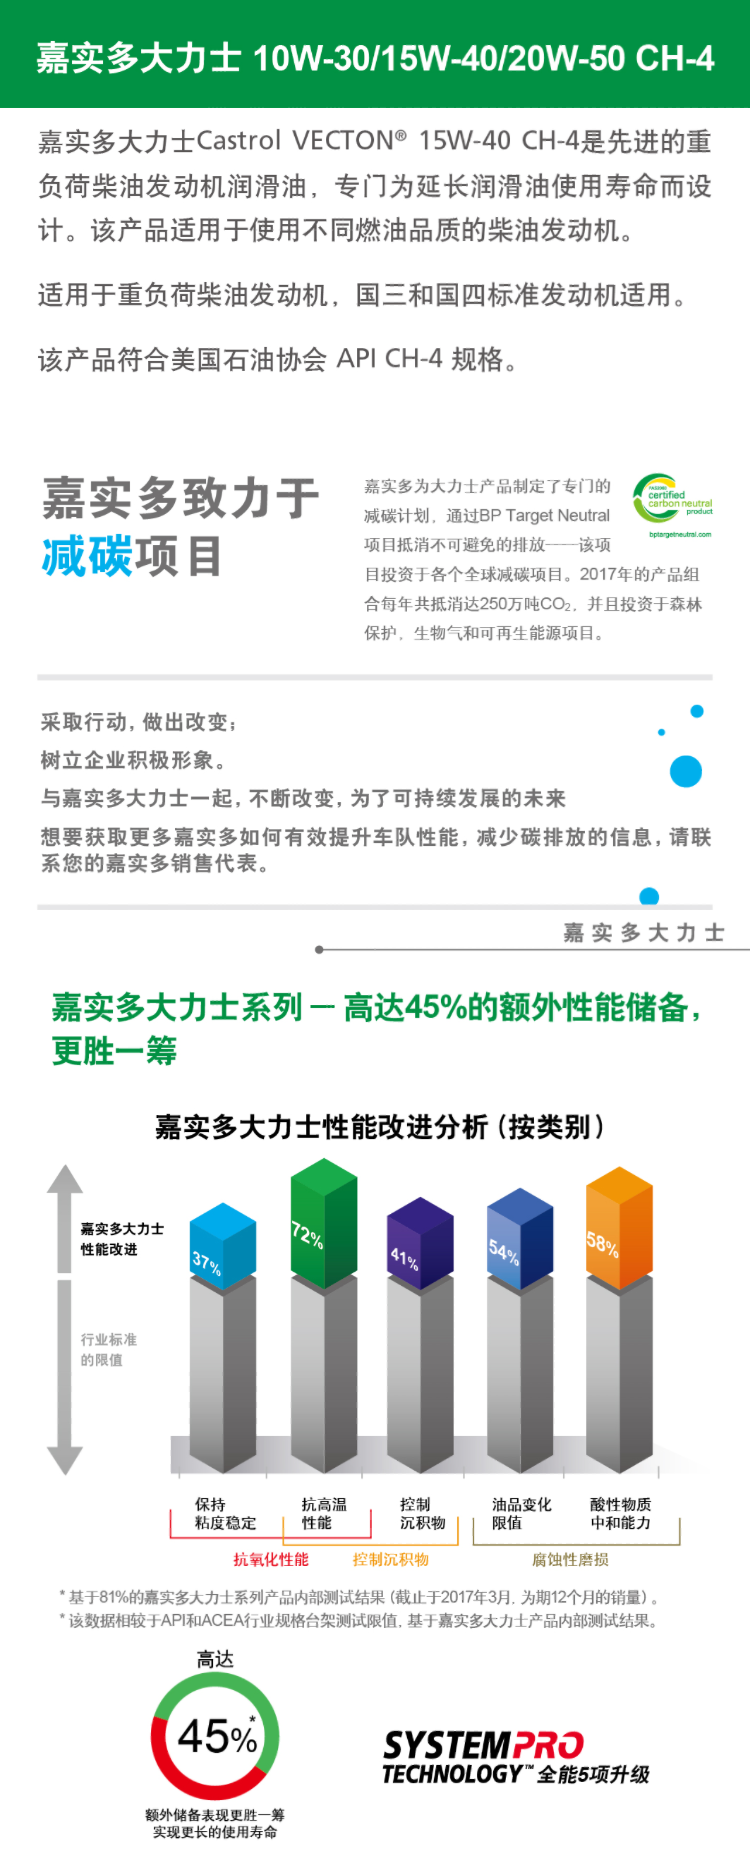 嘉实多大力士 10W-30/15W-40/20W-50 CH-4
嘉实多大力士Castrol VECTON® 15W-40 CH-4是先进的重
负荷柴油发动机润滑油，专门为延长润滑油使用寿命而设
计。该产品适用于使用不同燃油品质的柴油发动机。
适用于重负荷柴油发动机，国三和国四标准发动机适用。
该产品符合美国石油协会 API CH-4 规格。
嘉实多致力于
减碳项目
嘉实多为大力士产品制定了专门的
减碳计划，通过BP Target Neutral
项目抵消不可避免的排放——该项
目投资于各个全球减碳项目。2017年的产品组
合每年共抵消达250万吨CO₂，并且投资于森林
保护，生物气和可再生能源项目。
certified
carbon neutral
product
bptargetneutral.com
采取行动，做出改变；
树立企业积极形象。
与嘉实多大力士一起，不断改变，为了可持续发展的未来
想要获取更多嘉实多如何有效提升车队性能，减少碳排放的信息，请联
系您的嘉实多销售代表。
嘉实多大力士
嘉实多大力士系列 — 高达45%的额外性能储备，
更胜一筹
嘉实多大力士性能改进分析（按类别）
嘉实多大力士
性能改进
行业标准
的限值
37%
72%
41%
54%
58%
保持
粘度稳定
抗高温
性能
控制
沉积物
油品变化
限值
酸性物质
中和能力
抗氧化性能
控制沉积物
腐蚀性磨损
* 基于81%的嘉实多大力士系列产品内部测试结果（截止于2017年3月，为期12个月的销量）。
* 该数据相较于API和ACEA行业规格台架测试限值，基于嘉实多大力士产品内部测试结果。
高达
45%*
额外储备表现更胜一筹
实现更长的使用寿命
SYSTEM PRO
TECHNOLOGY™ 全能5项升级